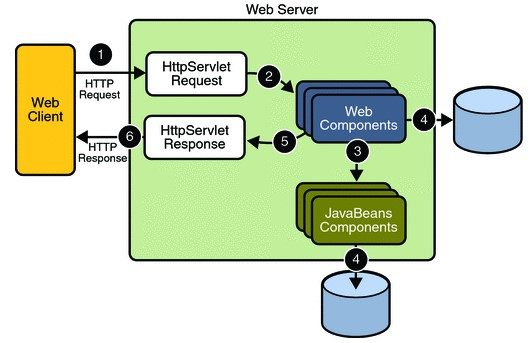 Web Server
1
HTTP
Request
HttpServlet
Request
2
Web
Client
Web
Components
4
6
HTTP
Response
HttpServlet
Response
5
3
JavaBeans
Components
4